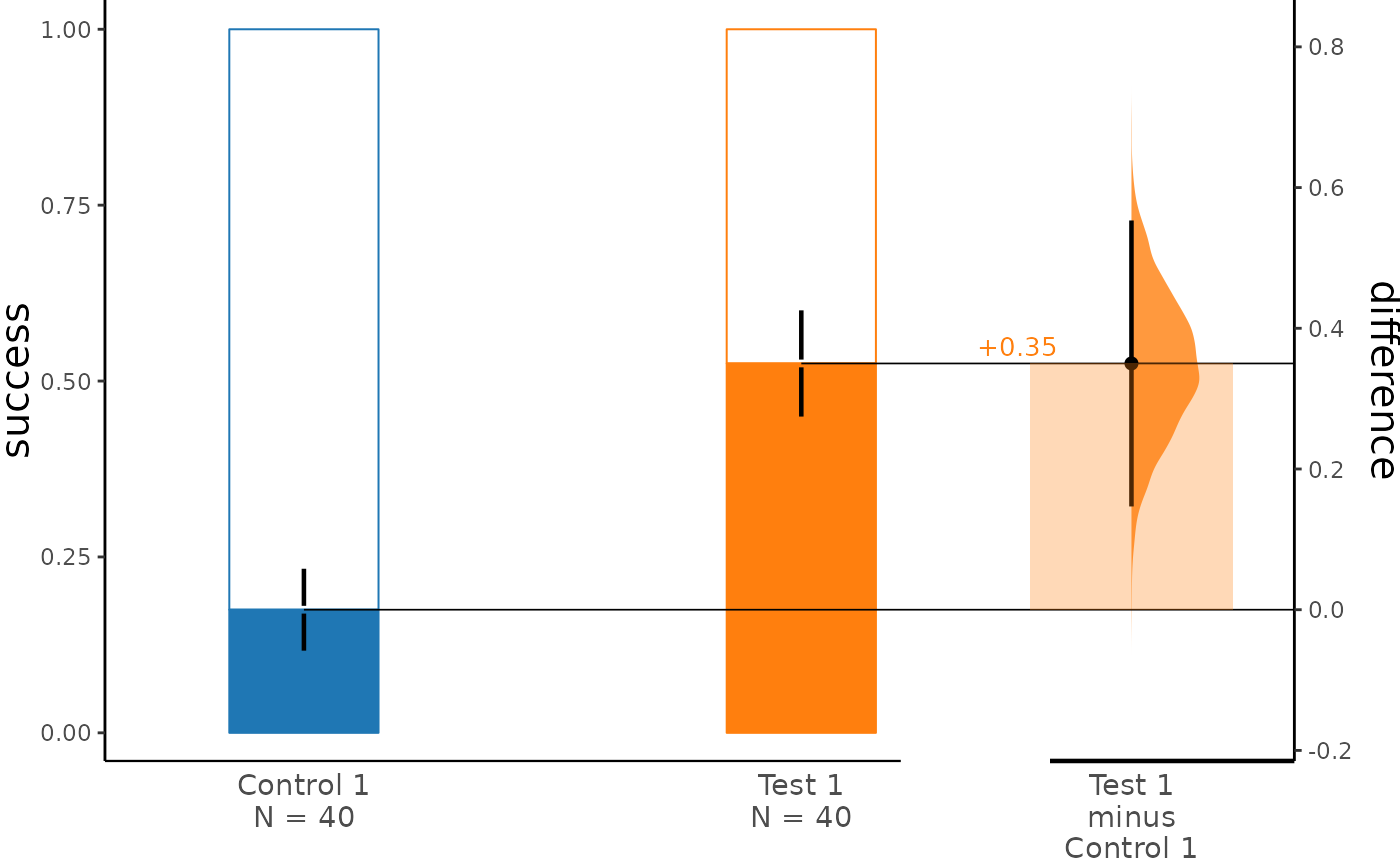 success
1.00
0.75
0.50
0.25
0.00
Control 1
N = 40
Test 1
N = 40
+0.35
Test 1
minus
Control 1
0.8
0.6
0.4
0.2
0.0
-0.2
difference